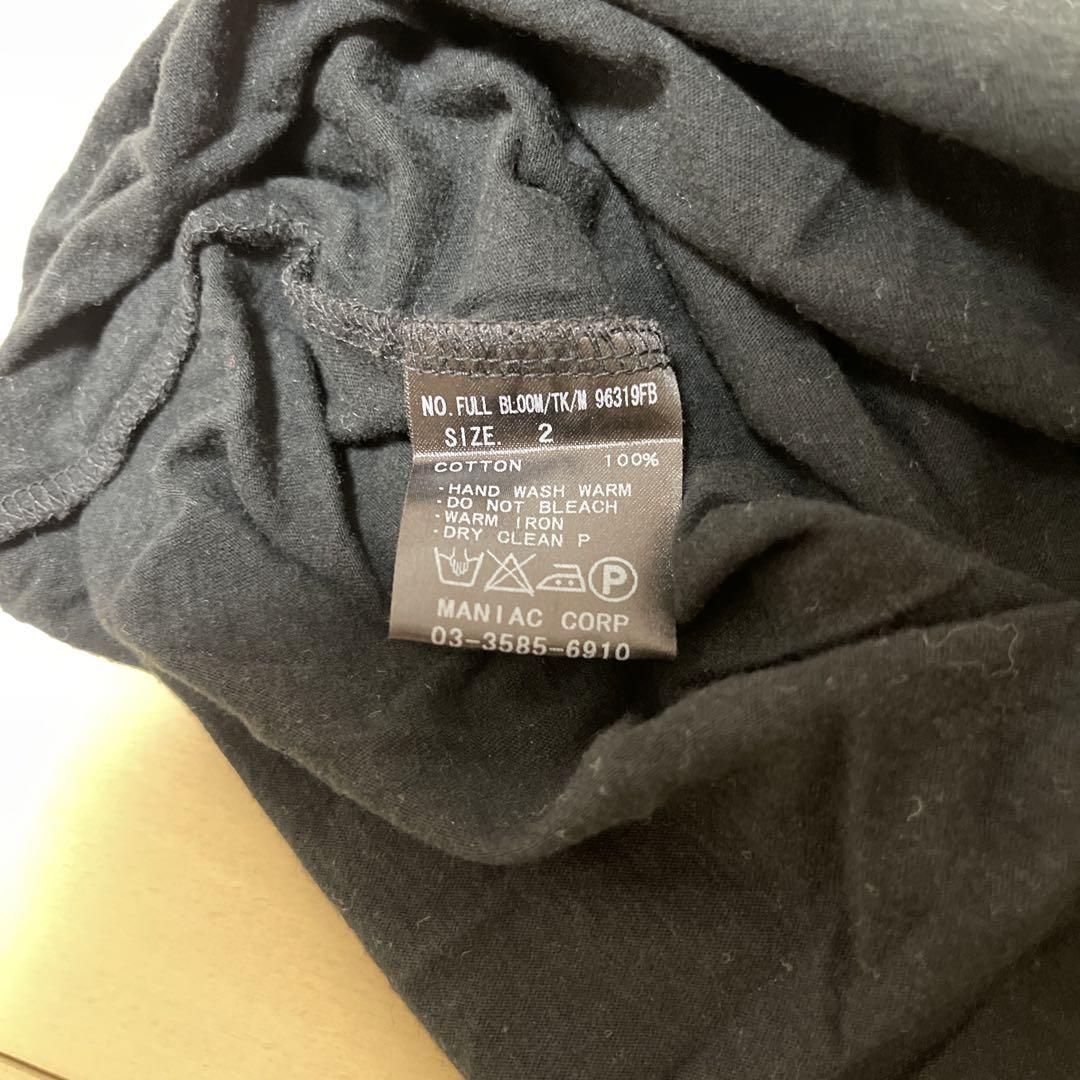 NO. FULL BLOOM/TK/M 96319FB
SIZE. 2
COTTON 100%
・HAND WASH WARM
・DO NOT BLEACH
・WARM IRON
・DRY CLEAN P
P
MANIAC CORP
03-3585-6910